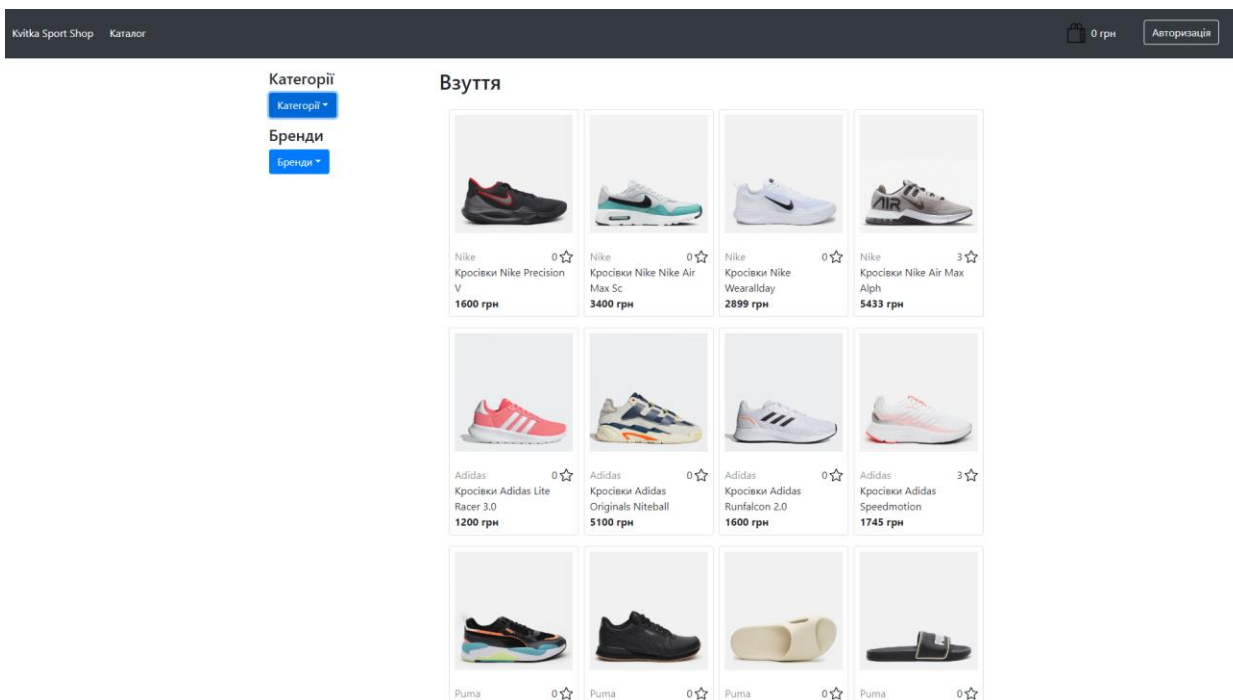 Kvitka Sport Shop Каталог 0 грн Авторизація
Категорії
Категорії
Бренди
Бренди
Взуття
Nike 0
Кросівки Nike Precision
V
1600 грн
Nike 0
Кросівки Nike Nike Air
Max Sc
3400 грн
Nike 0
Кросівки Nike
Wearallday
2899 грн
AIR
Nike 3
Кросівки Nike Air Max
Alph
5433 грн
Adidas 0
Кросівки Adidas Lite
Racer 3.0
1200 грн
Adidas 0
Кросівки Adidas
Originals Niteball
5100 грн
Adidas 0
Кросівки Adidas
Runfalcon 2.0
1600 грн
Adidas 3
Кросівки Adidas
Speedmotion
1745 грн
Puma 0
Puma 0
Puma 0
Puma 0